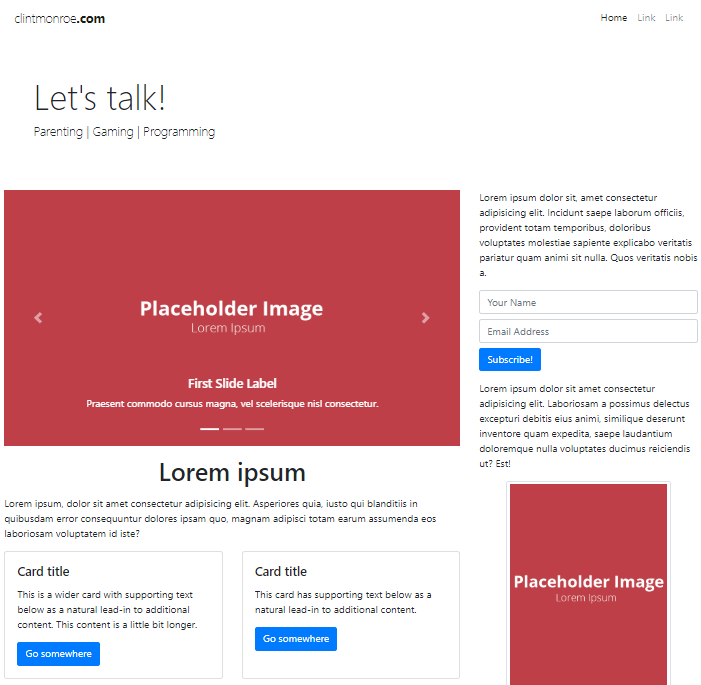 clintmonroe.com
Home Link Link
Let's talk!
Parenting | Gaming | Programming
Placeholder Image
Lorem Ipsum
First Slide Label
Praesent commodo cursus magna, vel scelerisque nisl consectetur.
Lorem ipsum
Lorem ipsum, dolor sit amet consectetur adipisicing elit. Asperiores quia, iusto qui blanditiis in
quibusdam error consequuntur dolores ipsam quo, magnam adipisci totam earum assumenda eos
laboriosam voluptatem id iste?
Card title
This is a wider card with supporting text
below as a natural lead-in to additional
content. This content is a little bit longer.
Go somewhere
Card title
This card has supporting text below as a
natural lead-in to additional content.
Go somewhere
Lorem ipsum dolor sit, amet consectetur
adipisicing elit. Incidunt saepe laborum officiis,
provident totam temporibus, doloribus
voluptates molestiae sapiente explicabo veritatis
pariatur quam animi sit nulla. Quos veritatis nobis
a.
Your Name
Email Address
Subscribe!
Lorem ipsum dolor sit amet consectetur
adipisicing elit. Laboriosam a possimus delectus
excepturi debitis eius animi, similique deserunt
inventore quam expedita, saepe laudantium
doloremque nulla voluptates ducimus reiciendis
ut? Est!
Placeholder Image
Lorem Ipsum